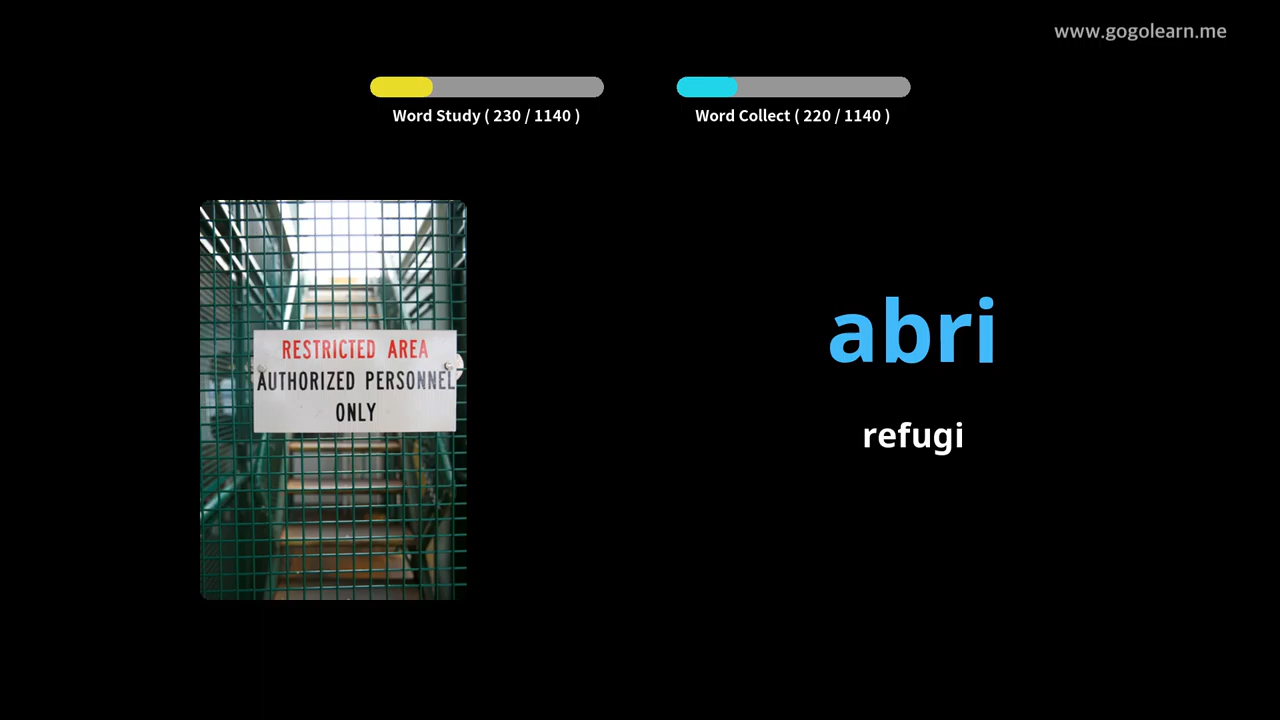 www.gogolearn.me
Word Study ( 230 / 1140 )
Word Collect ( 220 / 1140 )
RESTRICTED AREA
AUTHORIZED PERSONNEL
ONLY
abri
refugi